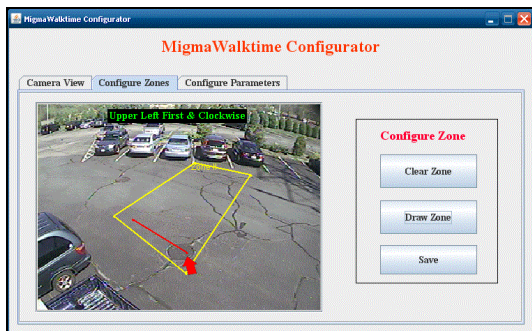 MigmaWalktime Configurator
MigmaWalktime Configurator
Camera View
Configure Zones
Configure Parameters
Upper Left First & Clockwise
Configure Zone
Clear Zone
Draw Zone
Save